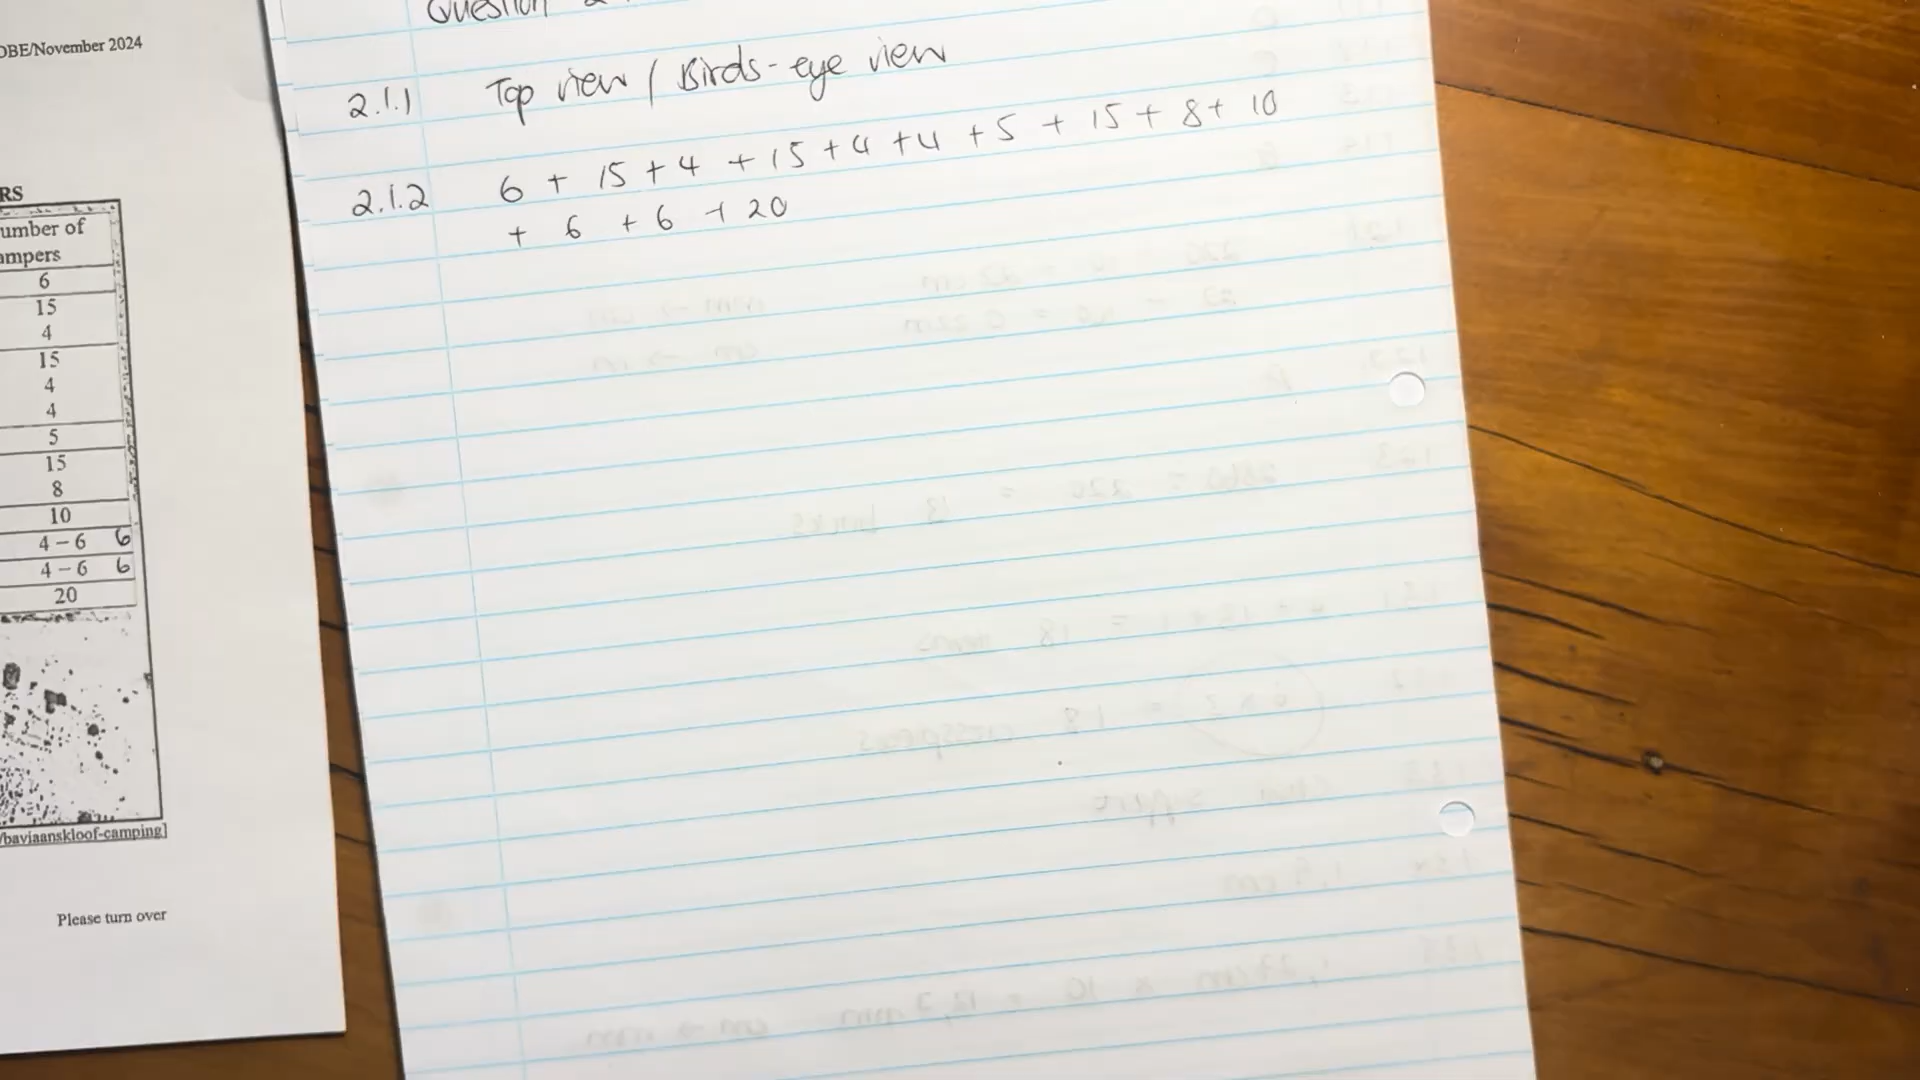 DBE/November 2024
RS
umber of
ampers
6
15
4
15
4
4
5
15
8
10
4 – 6 6
4 – 6 6
20
/baviaanskloof-camping]
Please turn over
Question 2
2.1.1 Top view / Birds-eye view
2.1.2 6 + 15 + 4 + 15 + 4 + 4 + 5 + 15 + 8 + 10
+ 6 + 6 + 20